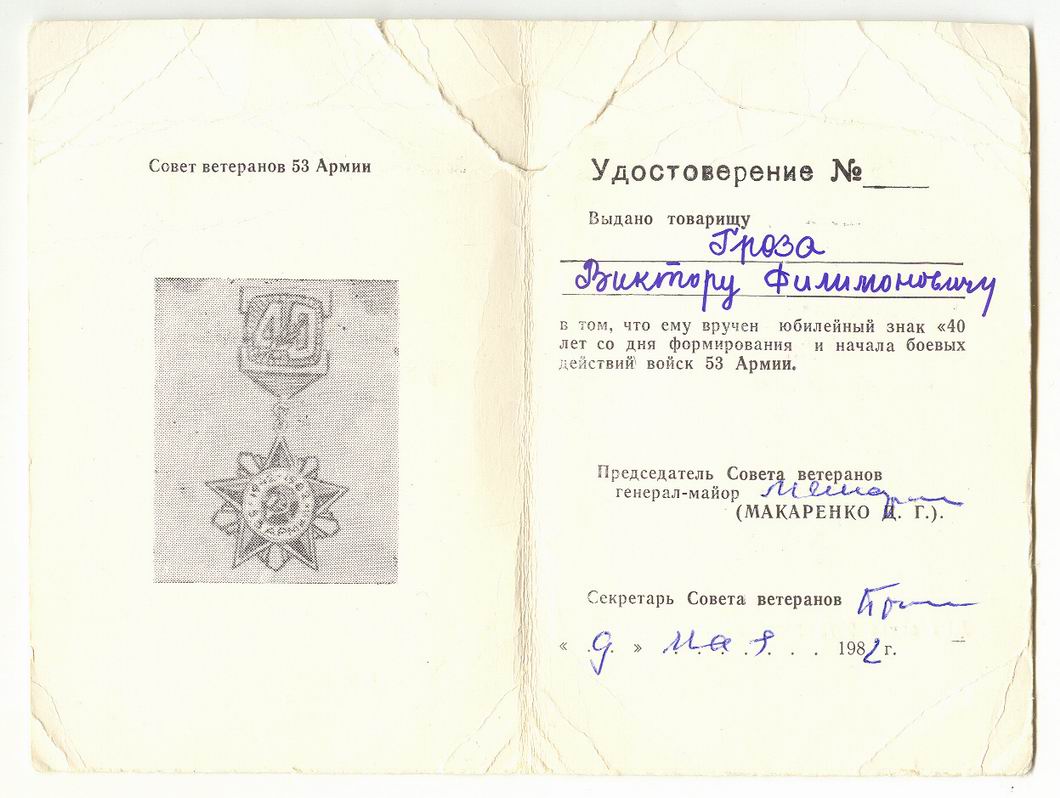 Совет ветеранов 53 Армии
40
Удостоверение №
Выдано товарищу
Гроза
Виктору Филимоновичу
в том, что ему вручен юбилейный знак «40
лет со дня формирования и начала боевых
действий войск 53 Армии.
Председатель Совета ветеранов
генерал-майор
(МАКАРЕНКО Д. Г.).
Секретарь Совета ветеранов
« 9 » мая 1982 г.